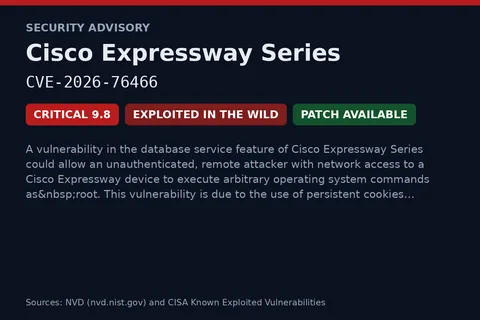 SECURITY ADVISORY
Cisco Expressway Series
CVE-2026-76466
CRITICAL 9.8 EXPLOITED IN THE WILD PATCH AVAILABLE
A vulnerability in the database service feature of Cisco Expressway Series
could allow an unauthenticated, remote attacker with network access to a
Cisco Expressway device to execute arbitrary operating system commands
as&nbsp;root. This vulnerability is due to the use of persistent cookies…
Sources: NVD (nvd.nist.gov) and CISA Known Exploited Vulnerabilities